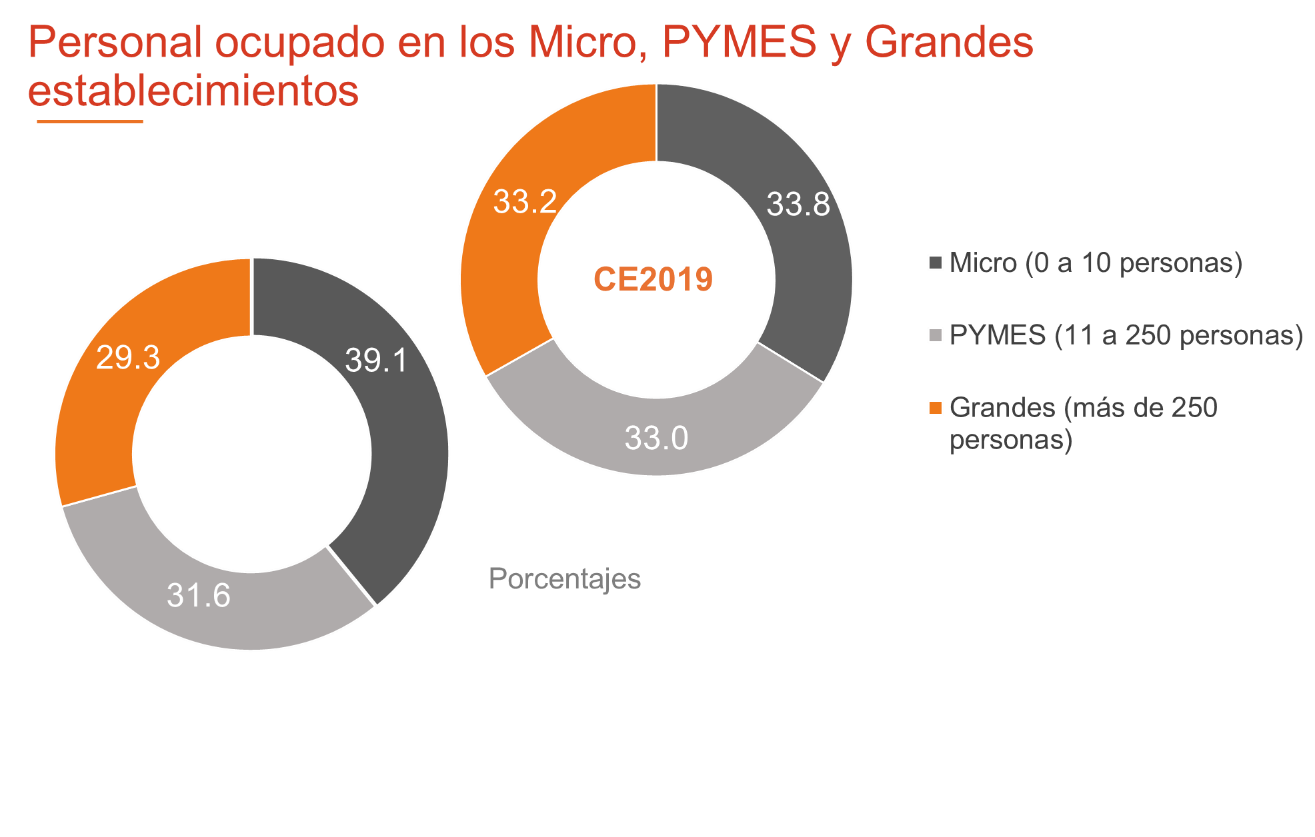 Personal ocupado en los Micro, PYMES y Grandes
establecimientos
33.2
33.8
CE2019
33.0
29.3
39.1
31.6
Micro (0 a 10 personas)
PYMES (11 a 250 personas)
Grandes (más de 250
personas)
Porcentajes